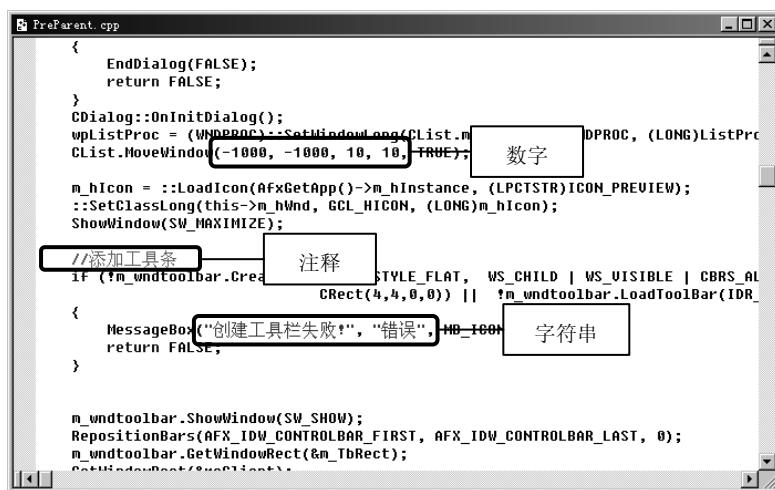 PreParent.cpp
{
EndDialog(FALSE);
return FALSE;
}
CDialog::OnInitDialog();
wpListProc = (WNDPROC)::SetWindowLong(CList.m DPROC, (LONG)ListPro
CList.MoveWindow(-1000, -1000, 10, 10, TRUE);
数字
m_hIcon = ::LoadIcon(AfxGetApp()->m_hInstance, (LPCTSTR)ICON_PREVIEW);
::SetClassLong(this->m_hWnd, GCL_HICON, (LONG)m_hIcon);
ShowWindow(SW_MAXIMIZE);
//添加工具条
注释
if (!m_wndtoolbar.Crea STYLE_FLAT, WS_CHILD | WS_VISIBLE | CBRS_AL
CRect(4,4,0,0)) || !m_wndtoolbar.LoadToolBar(IDR_
{
MessageBox("创建工具栏失败!", "错误", MB_ICON
字符串
return FALSE;
}
m_wndtoolbar.ShowWindow(SW_SHOW);
RepositionBars(AFX_IDW_CONTROLBAR_FIRST, AFX_IDW_CONTROLBAR_LAST, 0);
m_wndtoolbar.GetWindowRect(&m_TbRect);